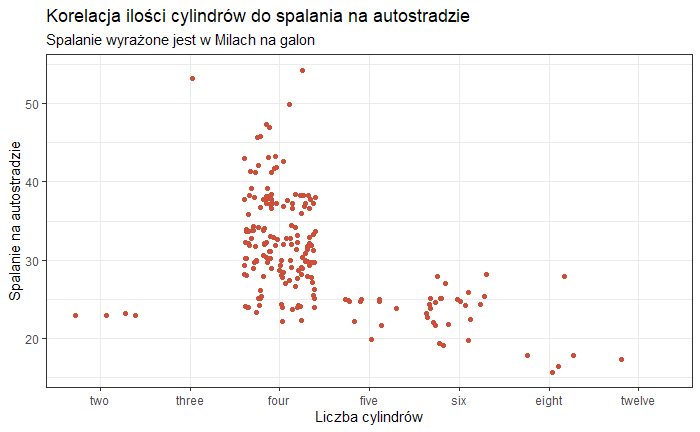 Korelacja ilości cylindrów do spalania na autostradzie
Spalanie wyrażone jest w Milach na galon
Spalanie na autostradzie
50
40
30
20
two three four five six eight twelve
Liczba cylindrów